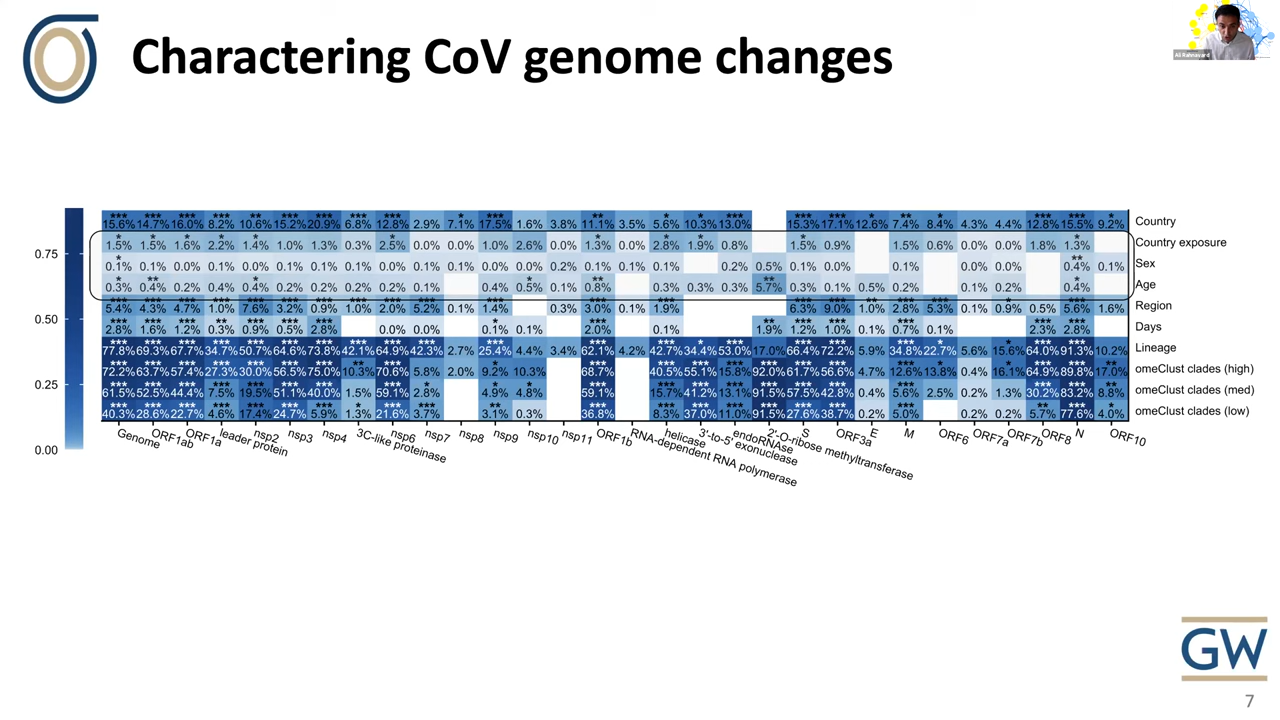 Charactering CoV genome changes
Ali Rahnavard
*** *** *** *** ** *** *** *** *** * *** ** * * *** *** *** * ** * *** *** *
15.6% 14.7% 16.0% 8.2% 10.6% 15.2% 20.9% 6.8% 12.8% 2.9% 7.1% 17.5% 1.6% 3.8% 11.1% 3.5% 5.6% 10.3% 13.0% 15.3% 17.1% 12.6% 7.4% 8.4% 4.3% 4.4% 12.8% 15.5% 9.2% Country
* * * * * * * * * * *
1.5% 1.5% 1.6% 2.2% 1.4% 1.0% 1.3% 0.3% 2.5% 0.0% 0.0% 1.0% 2.6% 0.0% 1.3% 0.0% 2.8% 1.9% 0.8% 1.5% 0.9% 1.5% 0.6% 0.0% 0.0% 1.8% 1.3% Country exposure
* **
0.1% 0.1% 0.0% 0.1% 0.0% 0.1% 0.1% 0.1% 0.1% 0.1% 0.1% 0.0% 0.0% 0.2% 0.1% 0.1% 0.1% 0.2% 0.5% 0.1% 0.0% 0.1% 0.0% 0.0% 0.4% 0.1% Sex
* ** * * * ** *
0.3% 0.4% 0.2% 0.4% 0.4% 0.2% 0.2% 0.2% 0.2% 0.1% 0.4% 0.5% 0.1% 0.8% 0.3% 0.3% 0.3% 5.7% 0.3% 0.1% 0.5% 0.2% 0.1% 0.2% 0.4% Age
*** *** *** *** *** *** *** *** *** *** *** *** *** *** *** ** *** *** * ***
5.4% 4.3% 4.7% 1.0% 7.6% 3.2% 0.9% 1.0% 2.0% 5.2% 0.1% 1.4% 0.3% 3.0% 0.1% 1.9% 6.3% 9.0% 1.0% 2.8% 5.3% 0.1% 0.9% 0.5% 5.6% 1.6% Region
*** *** *** ** *** *** *** * *** ** *** *** *** *** ***
2.8% 1.6% 1.2% 0.3% 0.9% 0.5% 2.8% 0.0% 0.0% 0.1% 0.1% 2.0% 0.1% 1.9% 1.2% 1.0% 0.1% 0.7% 0.1% 2.3% 2.8% Days
*** *** *** *** *** *** *** *** *** *** *** *** *** * *** *** *** *** * * *** ***
77.8% 69.3% 67.7% 34.7% 50.7% 64.6% 73.8% 42.1% 64.9% 42.3% 2.7% 25.4% 4.4% 3.4% 62.1% 4.2% 42.7% 34.4% 53.0% 17.0% 66.4% 72.2% 5.9% 34.8% 22.7% 5.6% 15.6% 64.0% 91.3% 10.2% Lineage
72.2% 63.7% 57.4% 27.3% 30.0% 56.5% 75.0% 10.3% 70.6% 5.8% 2.0% 9.2% 10.3% 68.7% 40.5% 55.1% 15.8% 92.0% 61.7% 56.6% 4.7% 12.6% 13.8% 0.4% 16.1% 64.9% 89.8% 17.0% omeClust clades (high)
61.5% 52.5% 44.4% 7.5% 19.5% 51.1% 40.0% 1.5% 59.1% 2.8% 4.9% 4.8% 59.1% 15.7% 41.2% 13.1% 91.5% 57.5% 42.8% 0.4% 5.6% 2.5% 0.2% 1.3% 30.2% 83.2% 8.8% omeClust clades (med)
40.3% 28.6% 22.7% 4.6% 17.4% 24.7% 5.9% 1.3% 21.6% 3.7% 3.1% 0.3% 36.8% 8.3% 37.0% 11.0% 91.5% 27.6% 38.7% 0.2% 5.0% 0.2% 0.2% 5.7% 77.6% 4.0% omeClust clades (low)
0.75
0.50
0.25
0.00
Genome
ORF1ab
ORF1a
leader protein
nsp2
nsp3
nsp4
3C-like proteinase
nsp6
nsp7
nsp8
nsp9
nsp10
nsp11
ORF1b
RNA-dependent RNA polymerase
helicase
3'-to-5' exonuclease
endoRNAse
2'-O-ribose methyltransferase
S
ORF3a
E
M
ORF6
ORF7a
ORF7b
ORF8
N
ORF10
GW
7